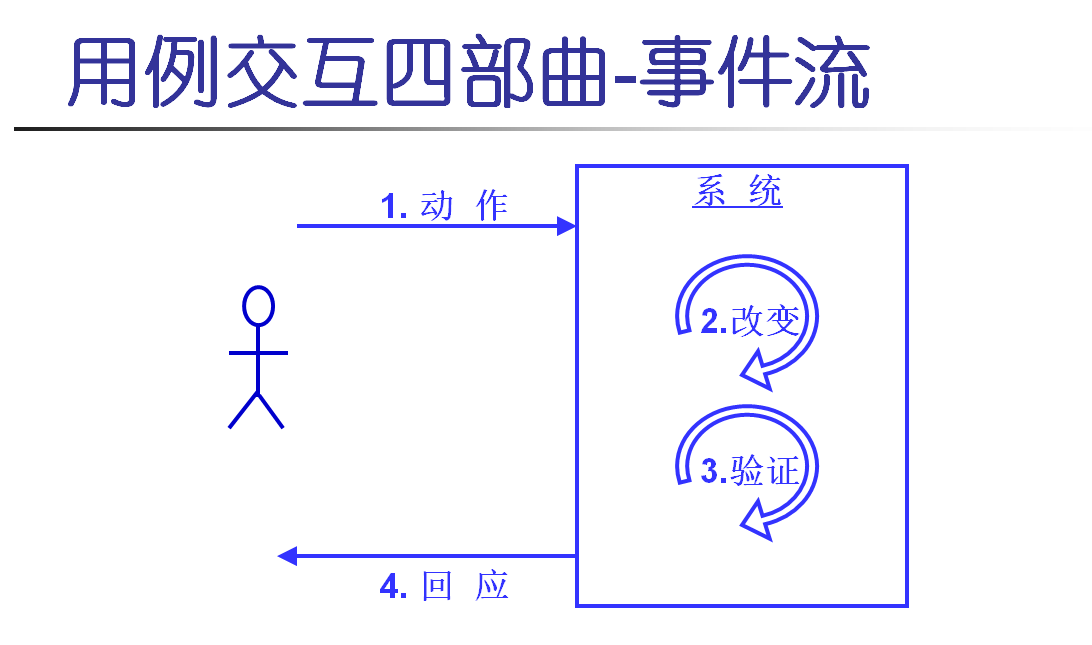 用例交互四部曲-事件流
1. 动 作
系 统
2.改变
3.验证
4. 回 应